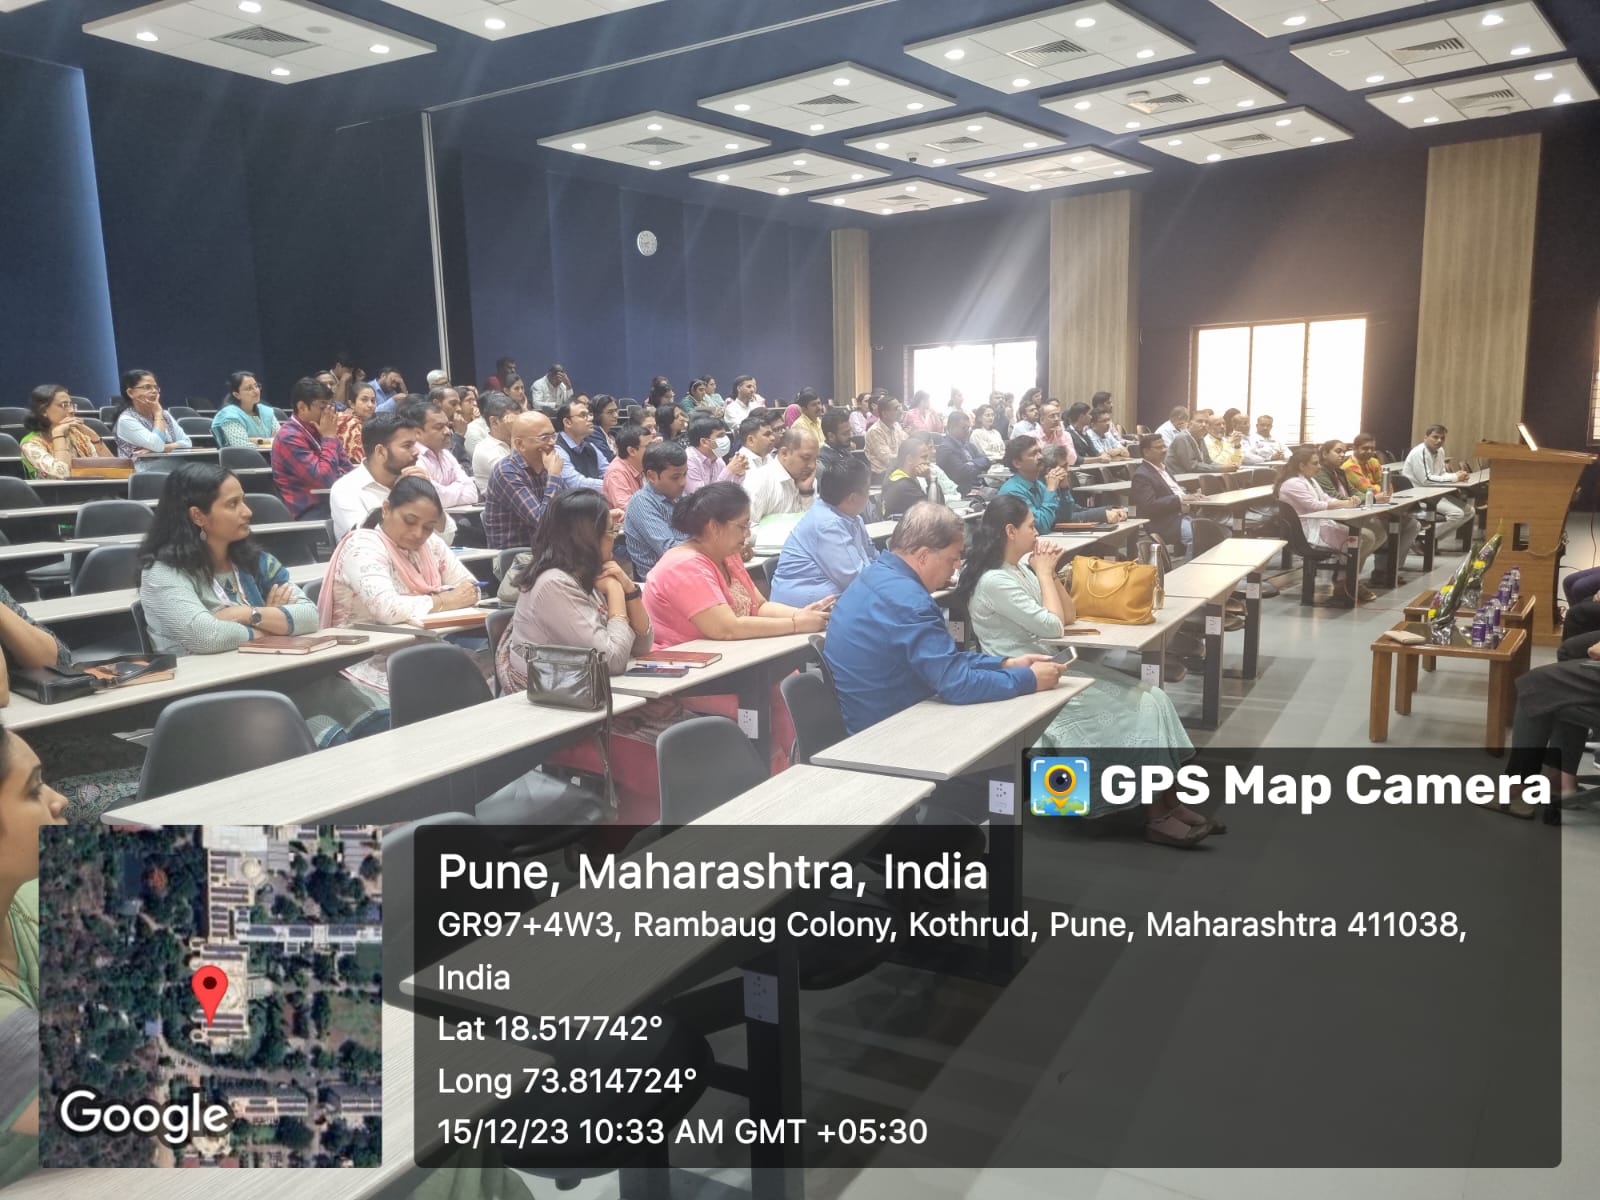 GPS Map Camera
Pune, Maharashtra, India
GR97+4W3, Rambaug Colony, Kothrud, Pune, Maharashtra 411038,
India
Lat 18.517742°
Long 73.814724°
15/12/23 10:33 AM GMT +05:30
Google